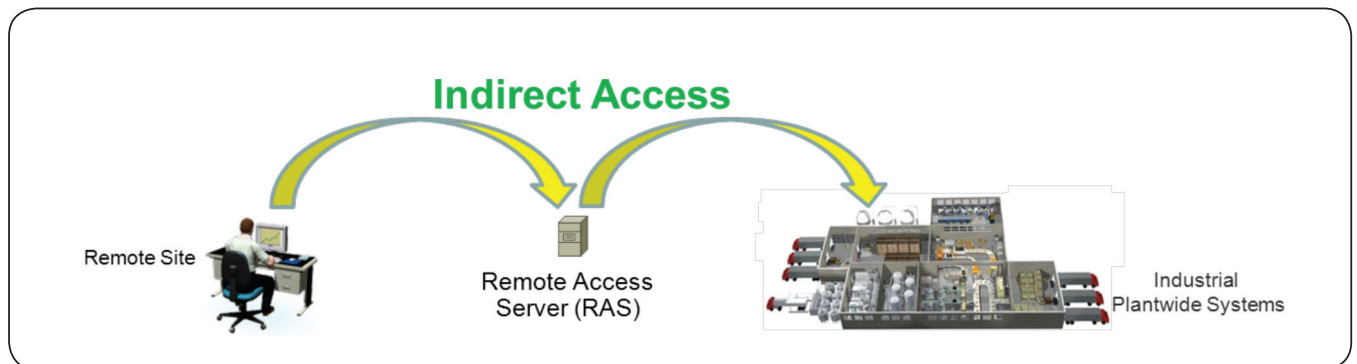 Indirect Access
Remote Site
Remote Access
Server (RAS)
Industrial
Plantwide Systems